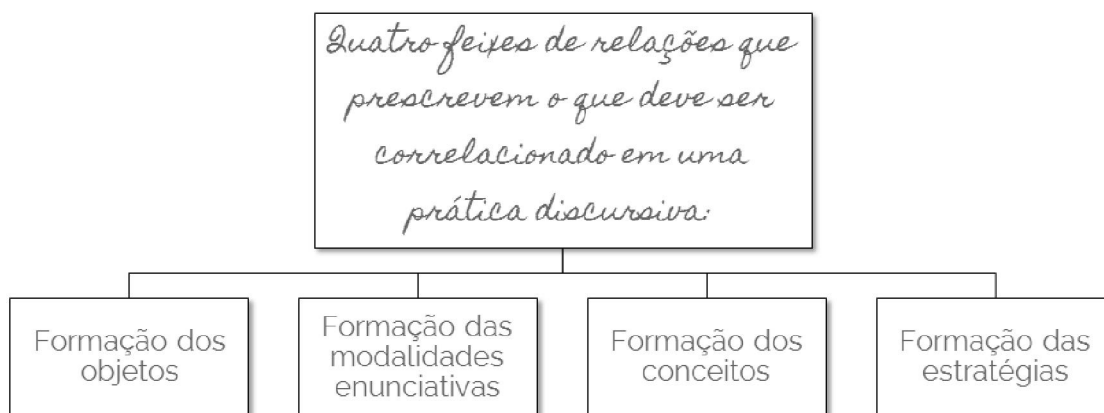 Quatro feixes de relações que
prescrevem o que deve ser
correlacionado em uma
prática discursiva:
Formação dos
objetos
Formação das
modalidades
enunciativas
Formação dos
conceitos
Formação das
estratégias